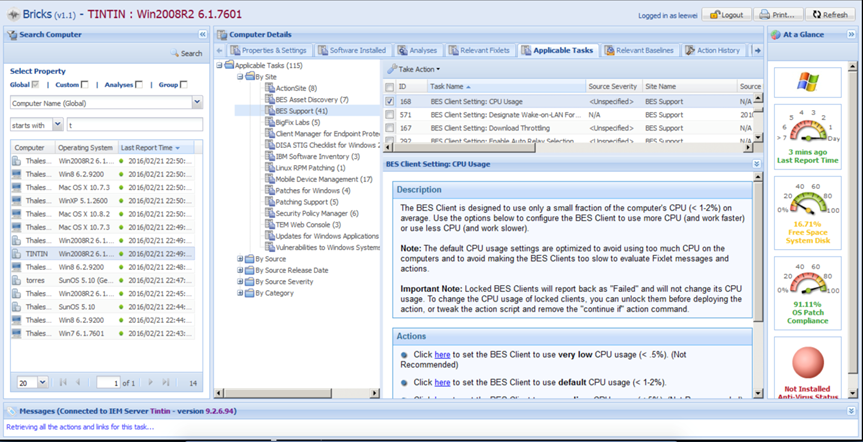 Bricks (v1.1) - TINTIN : Win2008R2 6.1.7601
Logged in as leewei
Logout
Print...
Refresh
Search Computer
Search
Select Property
Global | Custom | Analyses | Group
Computer Name (Global)
starts with
t
Computer Operating System Last Report Time
Thales... Win2008R2 6.1... 2016/02/21 22:50:...
Thales... Win8 6.2.9200 2016/02/21 22:50:...
Thales... Mac OS X 10.7.3 2016/02/21 22:50:...
Thales... WinXP 5.1.2600 2016/02/21 22:50:...
Thales... Mac OS X 10.8.2 2016/02/21 22:50:...
Thales... Mac OS X 10.7.3 2016/02/21 22:49:...
Thales... Win2008R2 6.1... 2016/02/21 22:49:...
TINTIN Win2008R2 6.1... 2016/02/21 22:49:...
Thales... Win8 6.2.9200 2016/02/21 22:48:...
torres SunOS 5.10 (Ge... 2016/02/21 22:47:...
Thales... Win2008R2 6.1... 2016/02/21 22:45:...
Thales... SunOS 5.10 2016/02/21 22:44:...
Thales... Win8 6.2.9200 2016/02/21 22:44:...
Thales... Win7 6.1.7601 2016/02/21 22:43:...
20
1 of 1
14
Computer Details
Properties & Settings
Software Installed
Analyses
Relevant Fixlets
Applicable Tasks
Relevant Baselines
Action History
Applicable Tasks (115)
By Site
ActionSite (8)
BES Asset Discovery (7)
BES Support (41)
BigFix Labs (5)
Client Manager for Endpoint Prote
DISA STIG Checklist for Windows 2
IBM Software Inventory (3)
Linux RPM Patching (1)
Mobile Device Management (17)
Patches for Windows (4)
Patching Support (5)
Security Policy Manager (6)
TEM Web Console (3)
Updates for Windows Applications
Vulnerabilities to Windows Systems
By Source
By Source Release Date
By Source Severity
By Category
Take Action
ID Task Name Source Severity Site Name Source
168 BES Client Setting: CPU Usage <Unspecified> BES Support N/A
571 BES Client Setting: Designate Wake-on-LAN For... <Unspecified> BES Support 201
167 BES Client Setting: Download Throttling <Unspecified> BES Support N/A
292 BES Client Setting: Enable Auto Relay Selection <Unspecified> BES Support N/A
BES Client Setting: CPU Usage
Description
The BES Client is designed to use only a small fraction of the computer's CPU (< 1-2%) on
average. Use the options below to configure the BES Client to use more CPU (and work faster)
or use less CPU (and work slower).
Note: The default CPU usage settings are optimized to avoid using too much CPU on the
computers and to avoid making the BES Clients too slow to evaluate Fixlet messages and
actions.
Important Note: Locked BES Clients will report back as "Failed" and will not change its CPU
usage. To change the CPU usage of locked clients, you can unlock them before deploying the
action, or tweak the action script and remove the "continue if" action command.
Actions
Click here to set the BES Client to use very low CPU usage (< .5%). (Not
Recommended)
Click here to set the BES Client to use default CPU usage (< 1-2%).
At a Glance
1 2 3 4 5 6 7
>7 Day
3 mins ago
Last Report Time
40% 60%
0% 100%
16.71%
Free Space
System Disk
40% 60%
0% 100%
91.11%
OS Patch
Compliance
Not Installed
Anti-Virus Status
Messages (Connected to IEM Server Tintin - version 9.2.6.94)
Retrieving all the actions and links for this task...